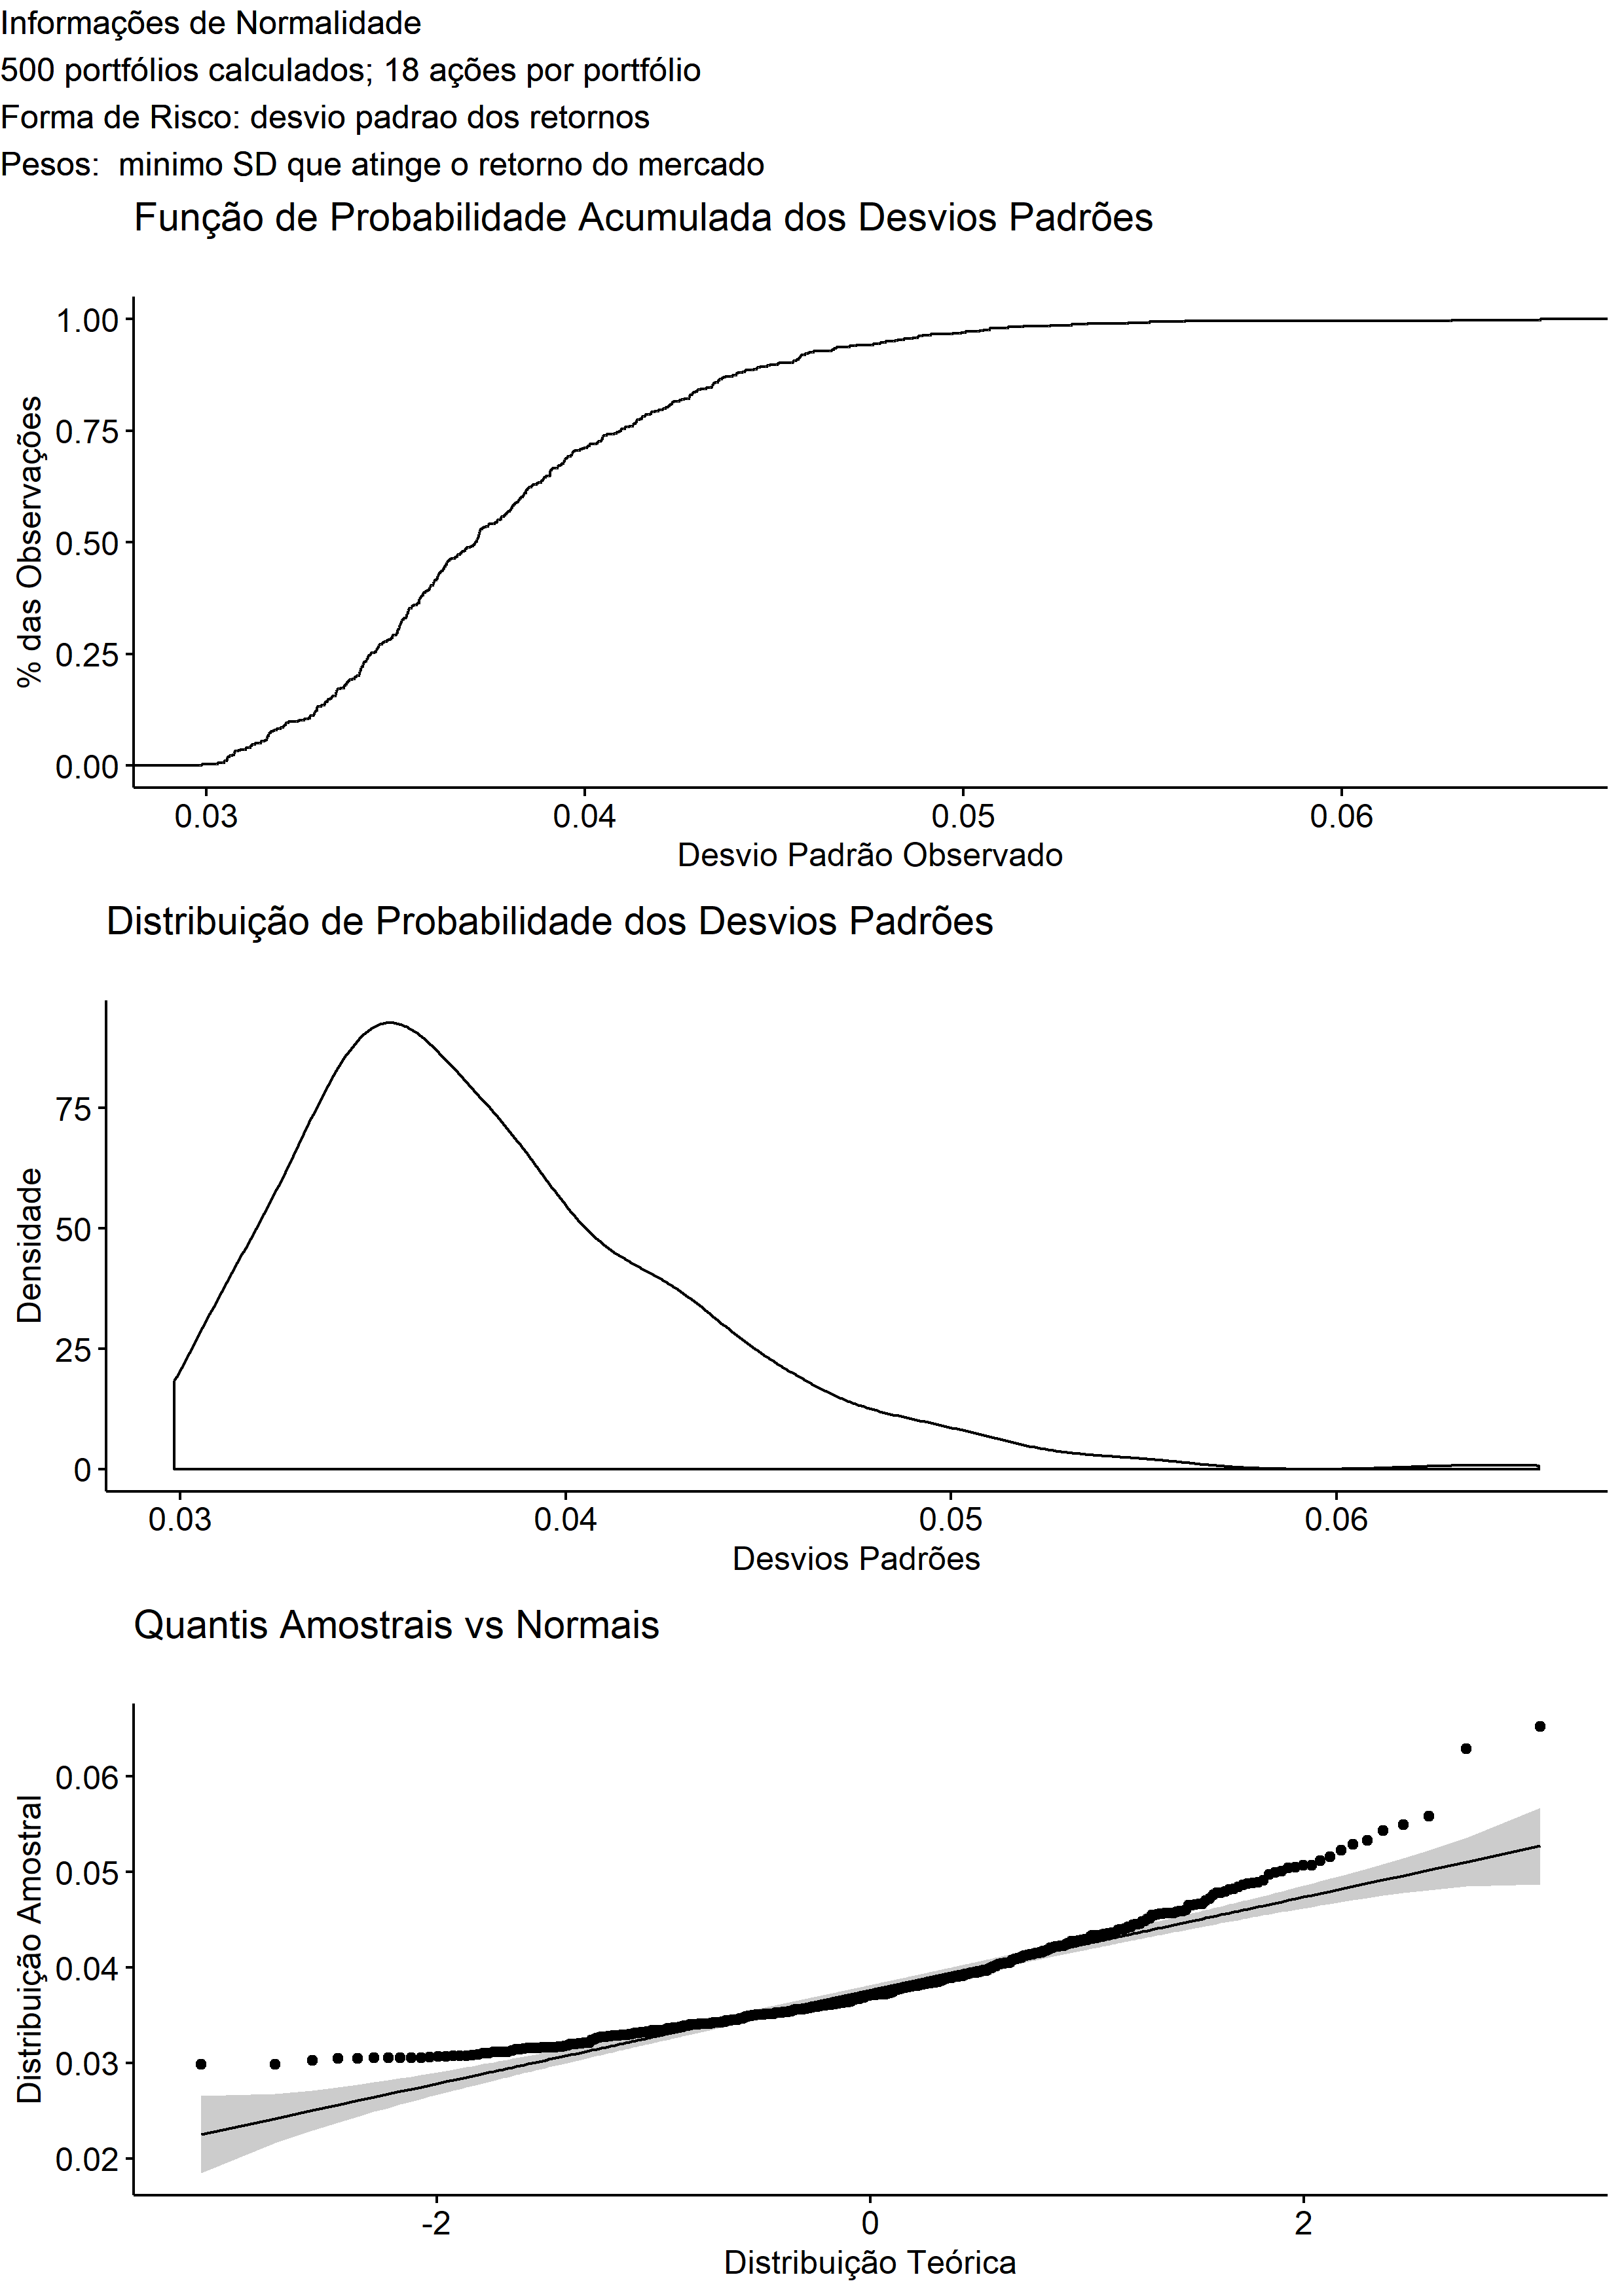 Informações de Normalidade
500 portfólios calculados; 18 ações por portfólio
Forma de Risco: desvio padrao dos retornos
Pesos:  minimo SD que atinge o retorno do mercado
Função de Probabilidade Acumulada dos Desvios Padrões
1.00
0.75
0.50
0.25
0.00
% das Observações
0.03 0.04 0.05 0.06
Desvio Padrão Observado
Distribuição de Probabilidade dos Desvios Padrões
75
50
25
0
Densidade
0.03 0.04 0.05 0.06
Desvios Padrões
Quantis Amostrais vs Normais
0.06
0.05
0.04
0.03
0.02
Distribuição Amostral
-2 0 2
Distribuição Teórica